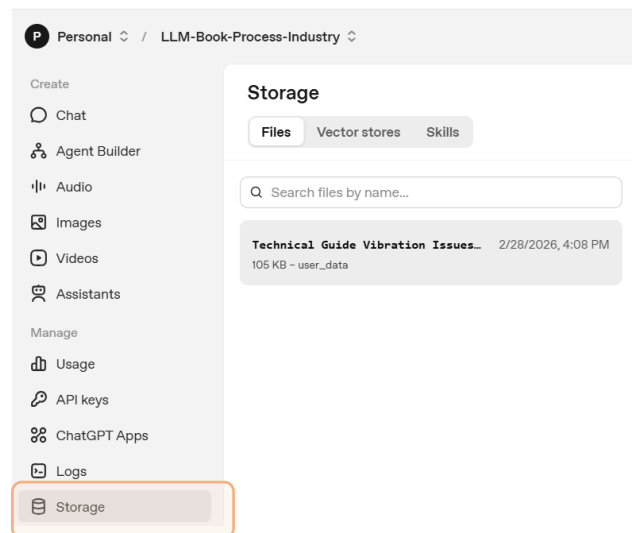 P Personal / LLM-Book-Process-Industry
Create
Chat
Agent Builder
Audio
Images
Videos
Assistants
Manage
Usage
API keys
ChatGPT Apps
Logs
Storage
Storage
Files Vector stores Skills
Search files by name...
Technical Guide Vibration Issues… 2/28/2026, 4:08 PM
105 KB – user_data